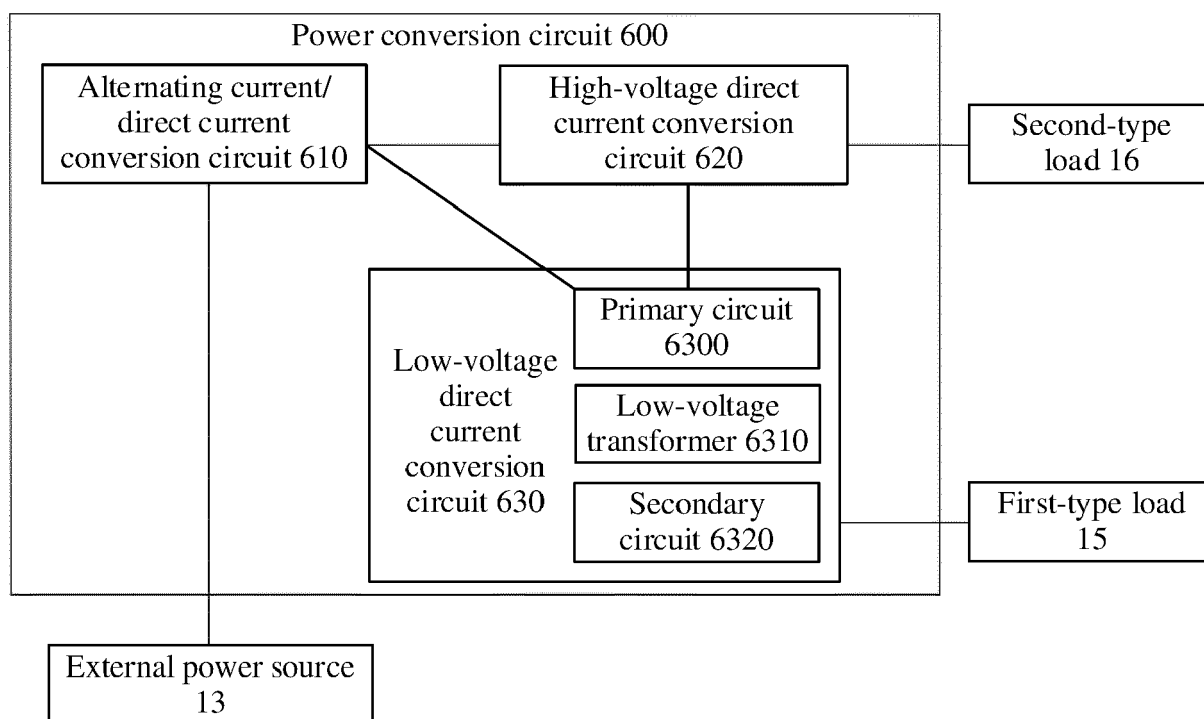 Power conversion circuit 600
Alternating current/
direct current
conversion circuit 610
High-voltage direct
current conversion
circuit 620
Second-type
load 16
Primary circuit
6300
Low-voltage
direct
current
conversion
circuit 630
Low-voltage
transformer 6310
Secondary
circuit 6320
First-type load
15
External power source
13